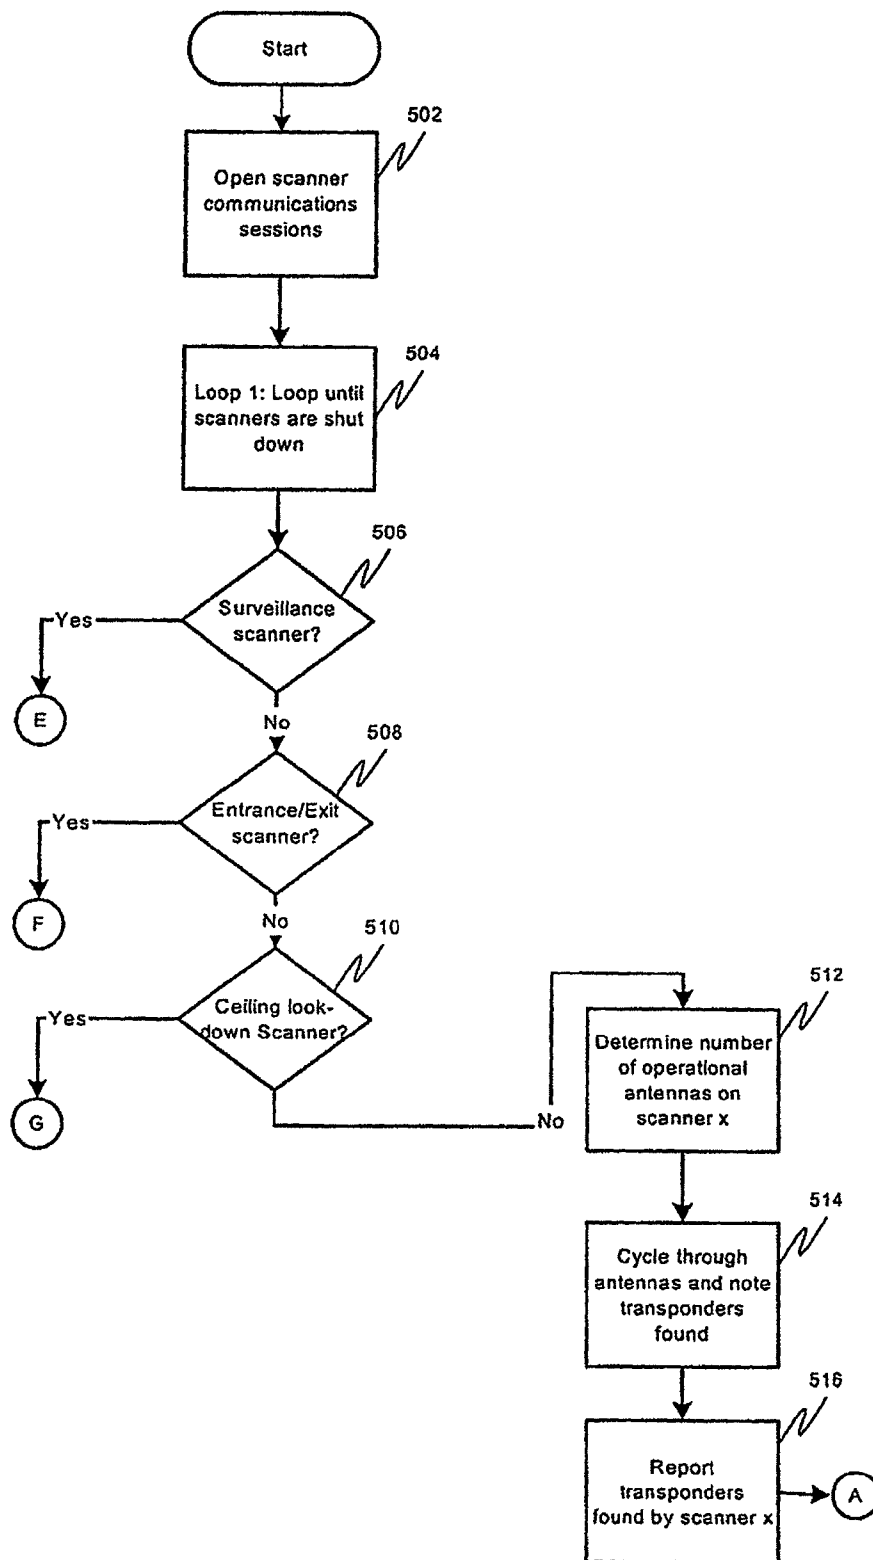 Start
502
Open scanner
communications
sessions
504
Loop 1: Loop until
scanners are shut
down
506
Surveillance
scanner?
Yes
E
No
508
Entrance/Exit
scanner?
Yes
F
No
510
Ceiling look-
down Scanner?
Yes
G
No
512
Determine number
of operational
antennas on
scanner x
514
Cycle through
antennas and note
transponders
found
516
Report
transponders
found by scanner x
A